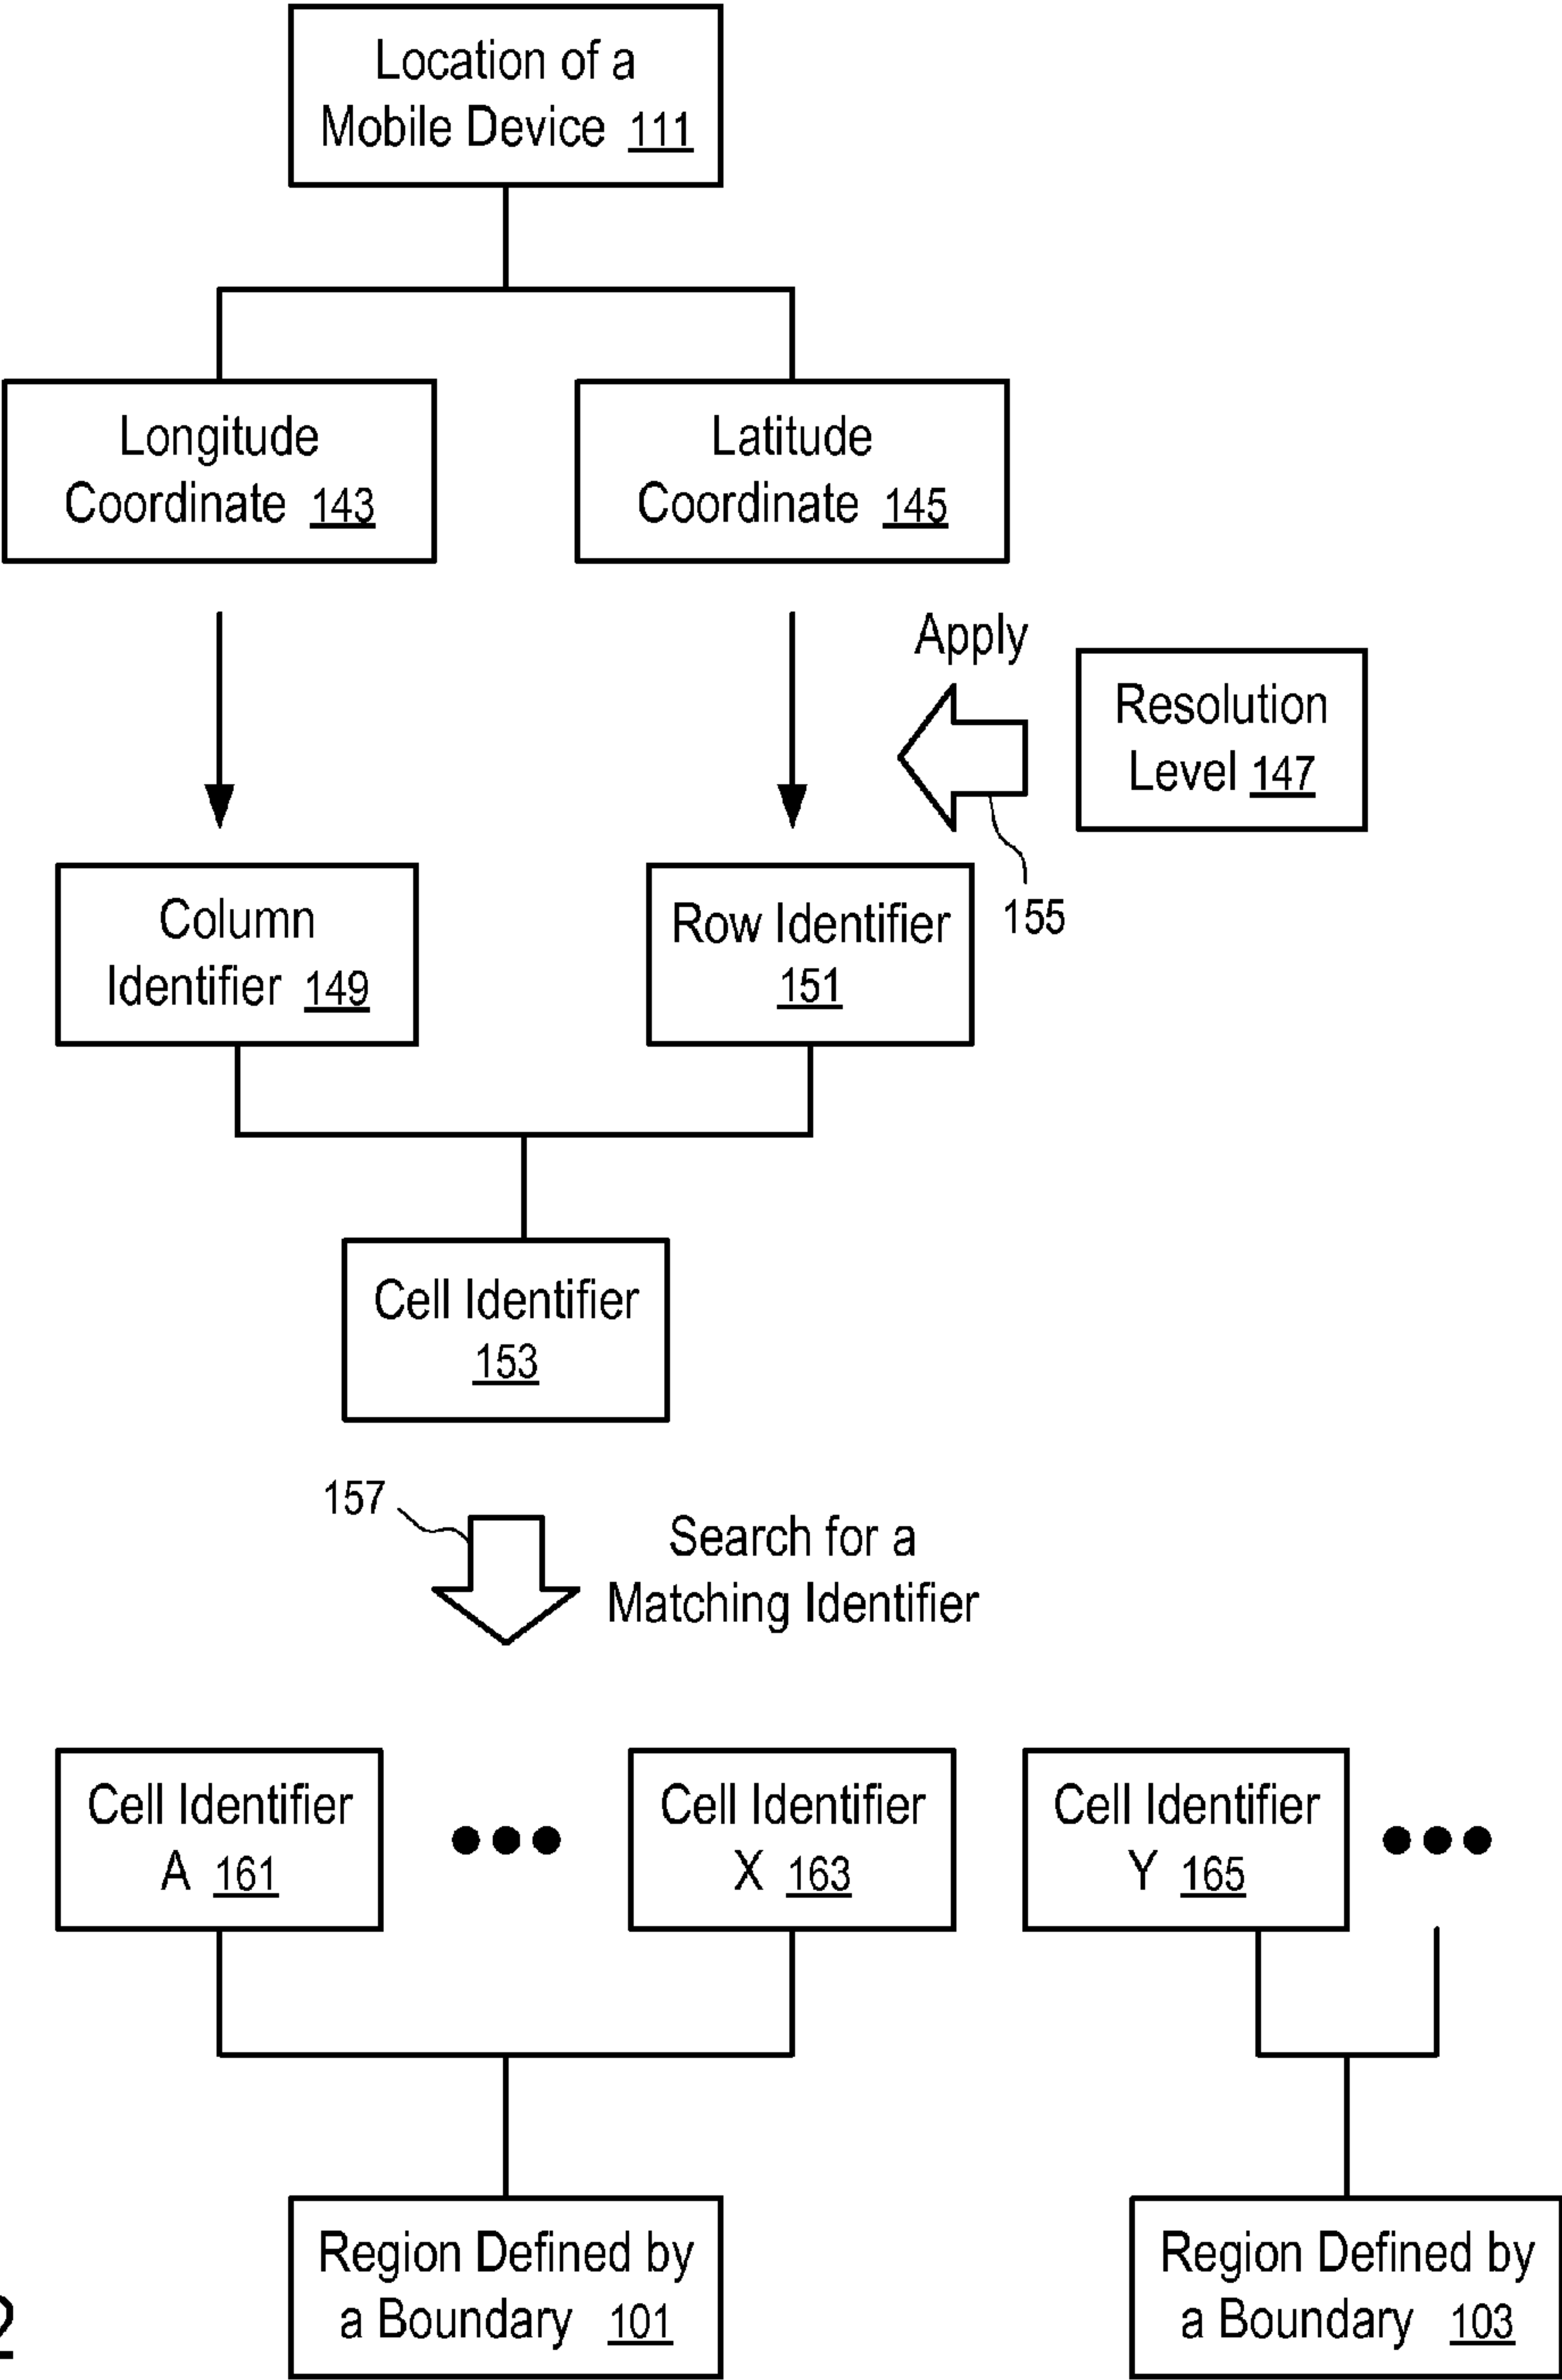 Location of a
Mobile Device 111
Longitude
Coordinate 143
Latitude
Coordinate 145
Apply
Resolution
Level 147
155
Column
Identifier 149
Row Identifier
151
Cell Identifier
153
157
Search for a
Matching Identifier
Cell Identifier
A 161
Cell Identifier
X 163
Cell Identifier
Y 165
Region Defined by
a Boundary 101
Region Defined by
a Boundary 103
2